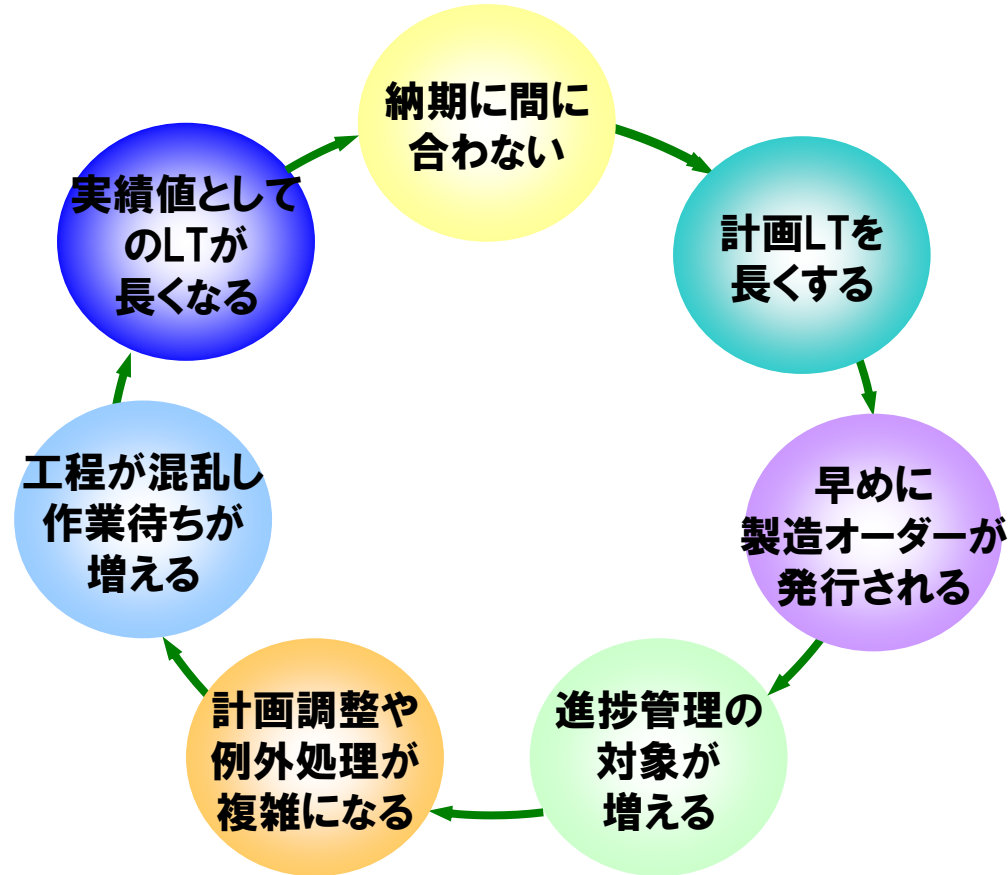 納期に間に
合わない
計画LTを
長くする
早めに
製造オーダーが
発行される
進捗管理の
対象が
増える
計画調整や
例外処理が
複雑になる
工程が混乱し
作業待ちが
増える
実績値として
のLTが
長くなる